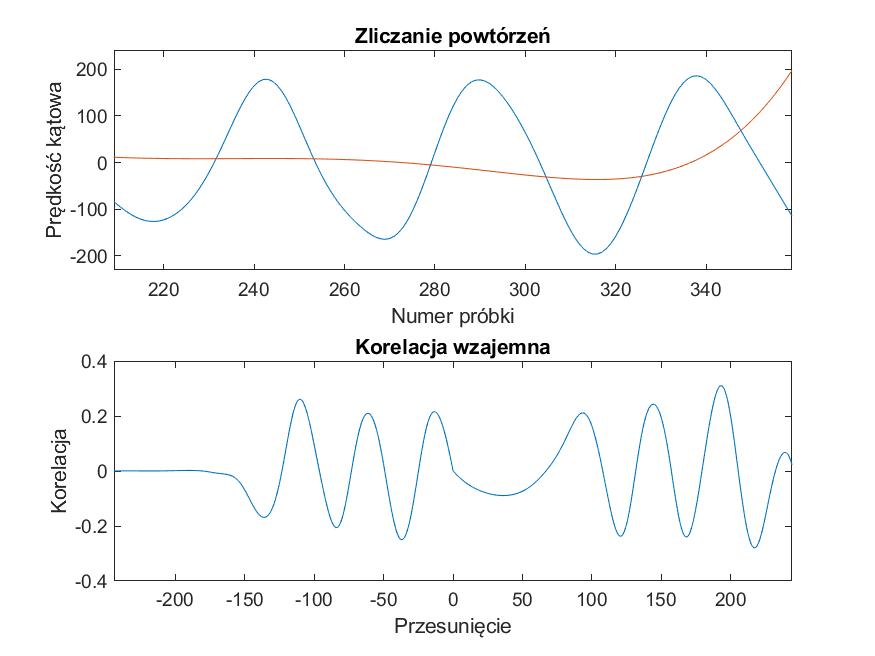 Zliczanie powtórzeń
200
100
0
-100
-200
Prędkość kątowa
220 240 260 280 300 320 340
Numer próbki
Korelacja wzajemna
0.4
0.2
0
-0.2
-0.4
Korelacja
-200 -150 -100 -50 0 50 100 150 200
Przesunięcie